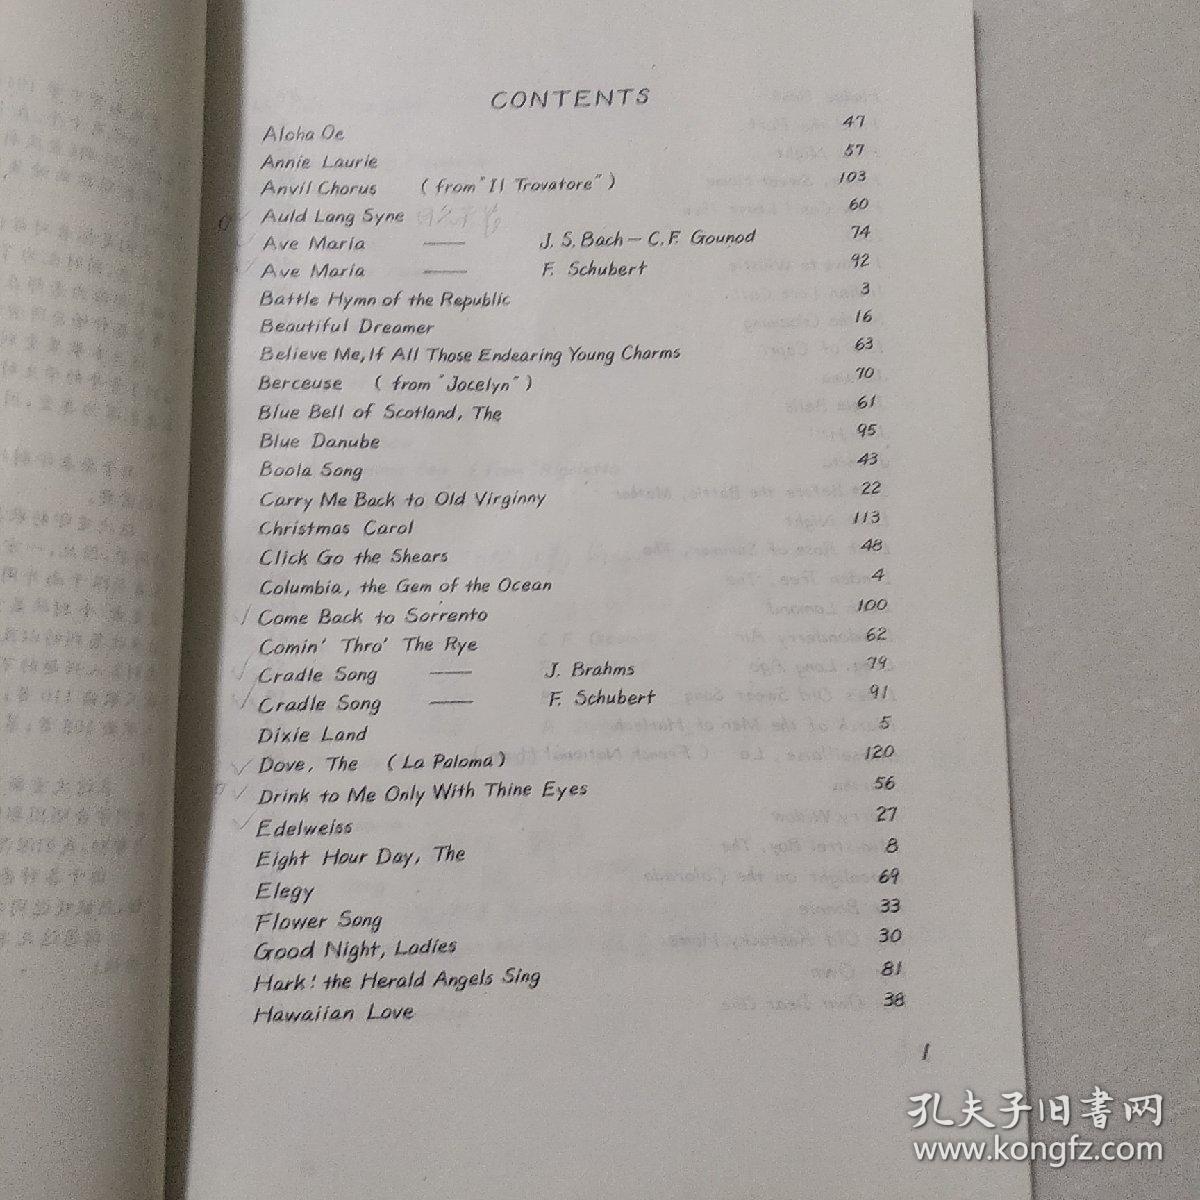 CONTENTS
Aloha Oe 47
Annie Laurie 57
Anvil Chorus (from "Il Trovatore") 103
Auld Lang Syne 60
Ave Maria — J. S. Bach — C. F. Gounod 74
Ave Maria — F. Schubert 92
Battle Hymn of the Republic 3
Beautiful Dreamer 16
Believe Me, If All Those Endearing Young Charms 63
Berceuse (from "Jocelyn") 70
Blue Bell of Scotland, The 61
Blue Danube 95
Boola Song 43
Carry Me Back to Old Virginny 22
Christmas Carol 113
Click Go the Shears 48
Columbia, the Gem of the Ocean 4
Come Back to Sorrento 100
Comin' Thro' The Rye 62
Cradle Song — J. Brahms 79
Cradle Song — F. Schubert 91
Dixie Land 5
Dove, The (La Paloma) 120
Drink to Me Only With Thine Eyes 56
Edelweiss 27
Eight Hour Day, The 8
Elegy 69
Flower Song 33
Good Night, Ladies 30
Hark! the Herald Angels Sing 81
Hawaiian Love 38
1
孔夫子旧书网
www.kongfz.com